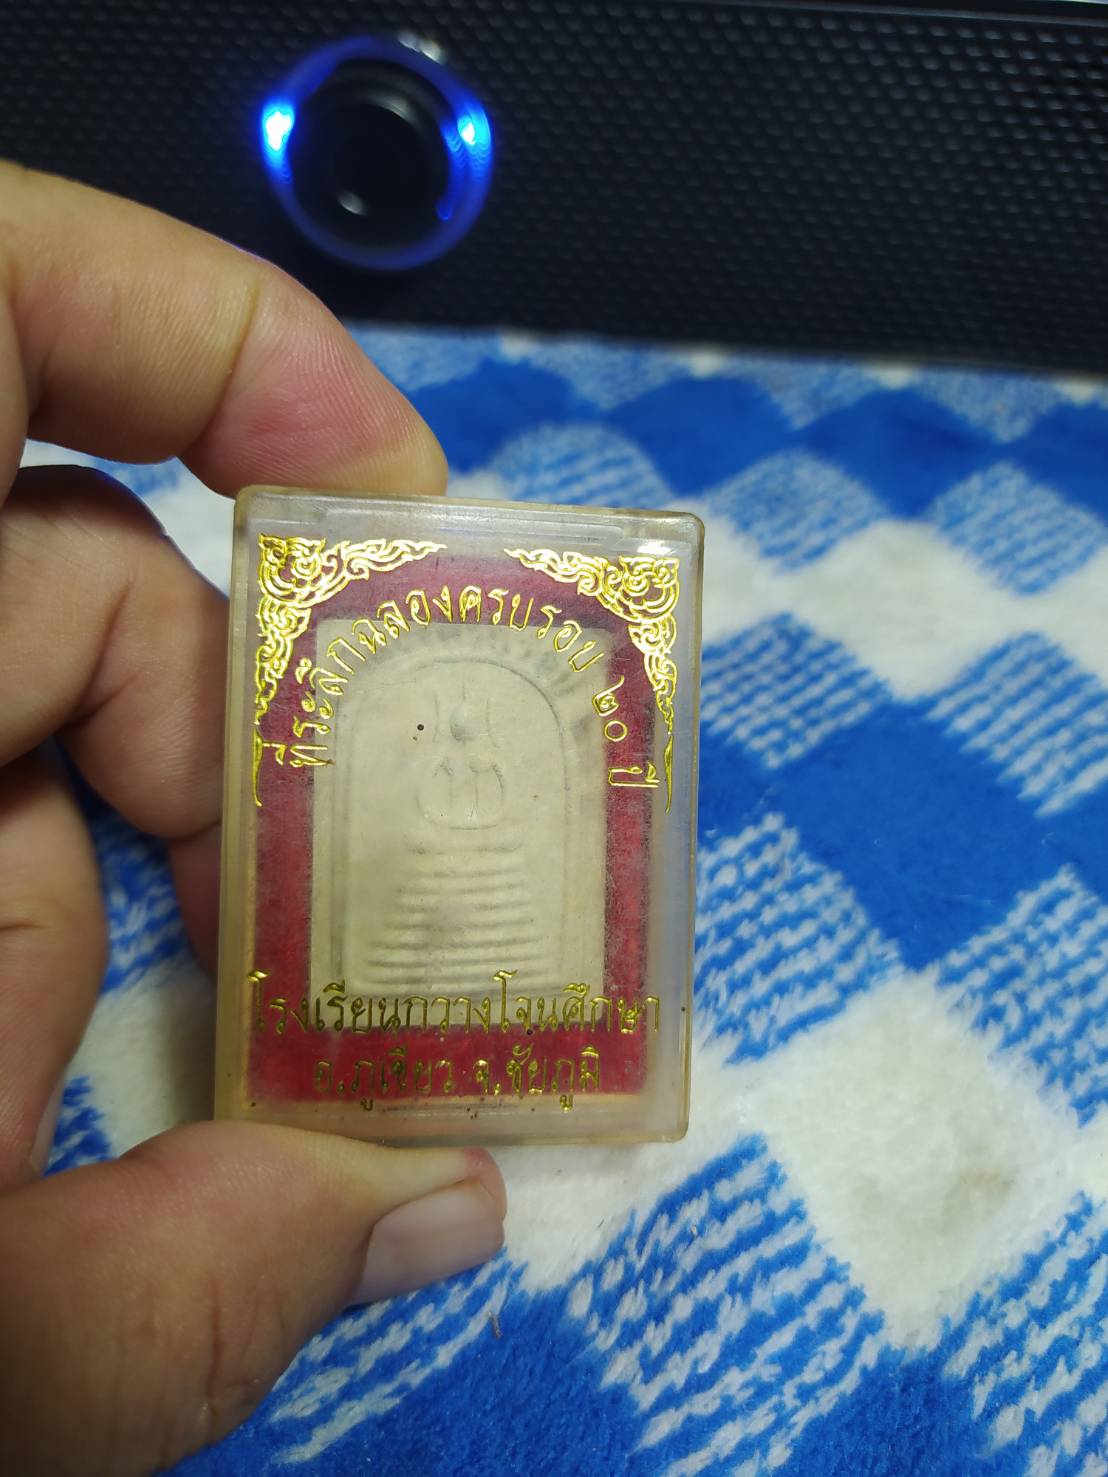 ที่ระลึกฉลองครบรอบ ๒๐ ปี
โรงเรียนกวางโจนศึกษา
อ.ภูเขียว จ.ชัยภูมิ